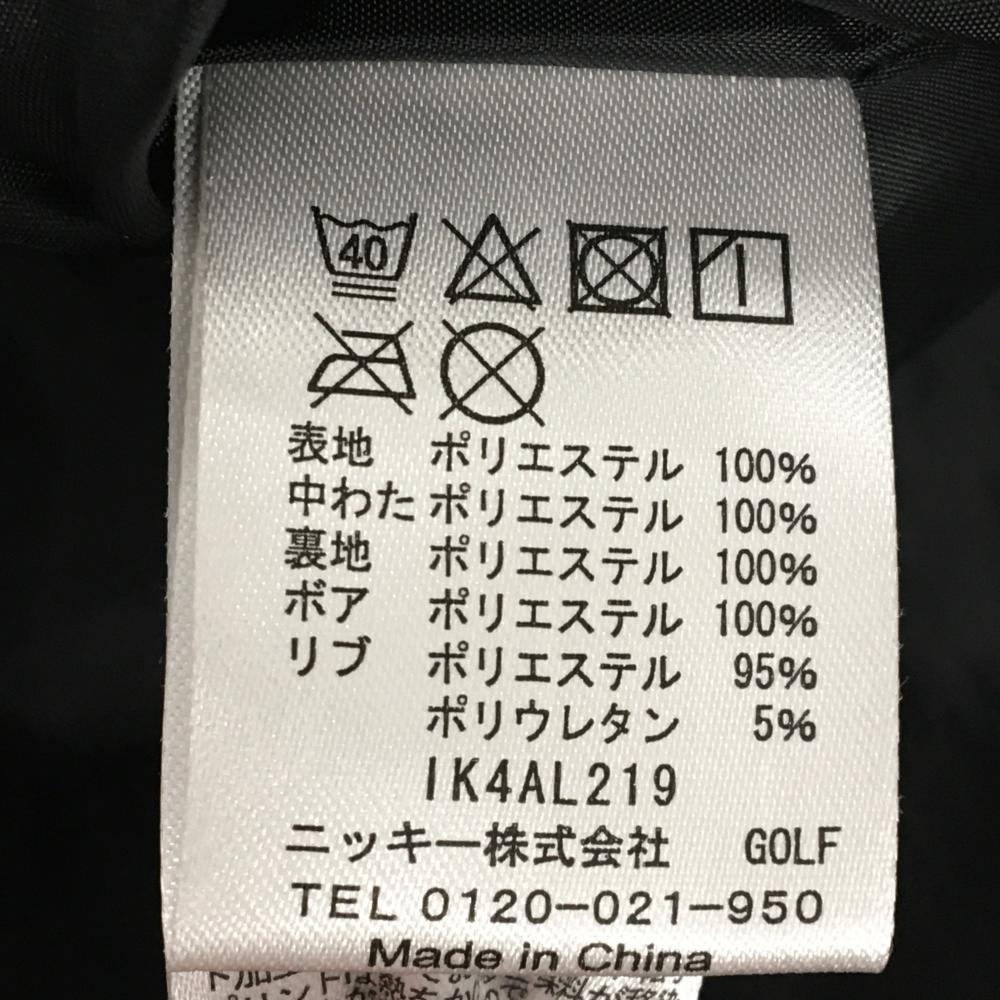 40
表地 ポリエステル 100%
中わた ポリエステル 100%
裏地 ポリエステル 100%
ボア ポリエステル 100%
リブ ポリエステル 95%
ポリウレタン 5%
IK4AL219
ニッキー株式会社 GOLF
TEL 0120-021-950
Made in China